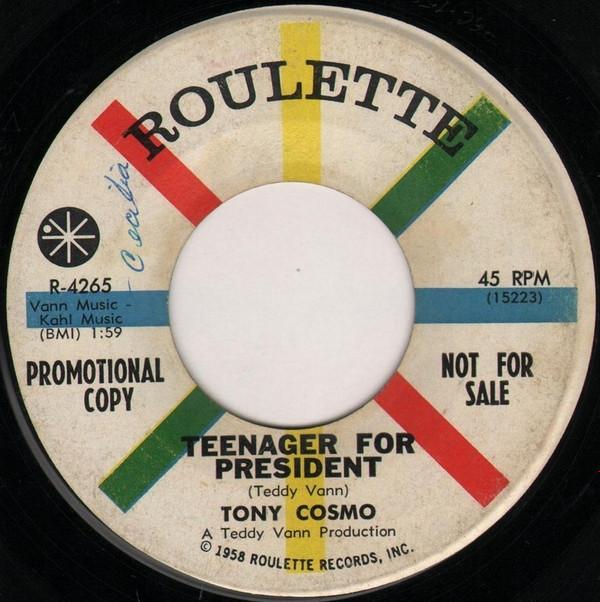 ROULETTE
Cecilia
R-4265
Vann Music -
Kahl Music
(BMI) 1:59
45 RPM
(15223)
PROMOTIONAL
COPY
NOT FOR
SALE
TEENAGER FOR
PRESIDENT
(Teddy Vann)
TONY COSMO
A Teddy Vann Production
© 1958 ROULETTE RECORDS, INC.